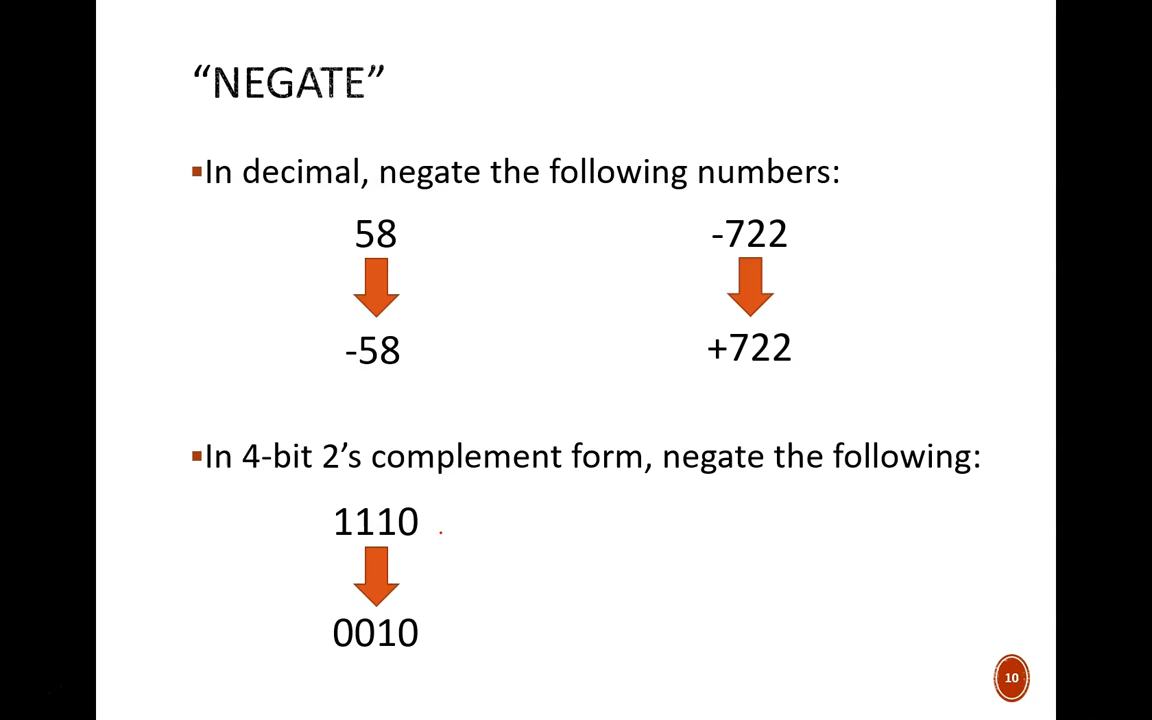 “NEGATE”
▪In decimal, negate the following numbers:
58 -722
-58 +722
▪In 4-bit 2’s complement form, negate the following:
1110
0010
10